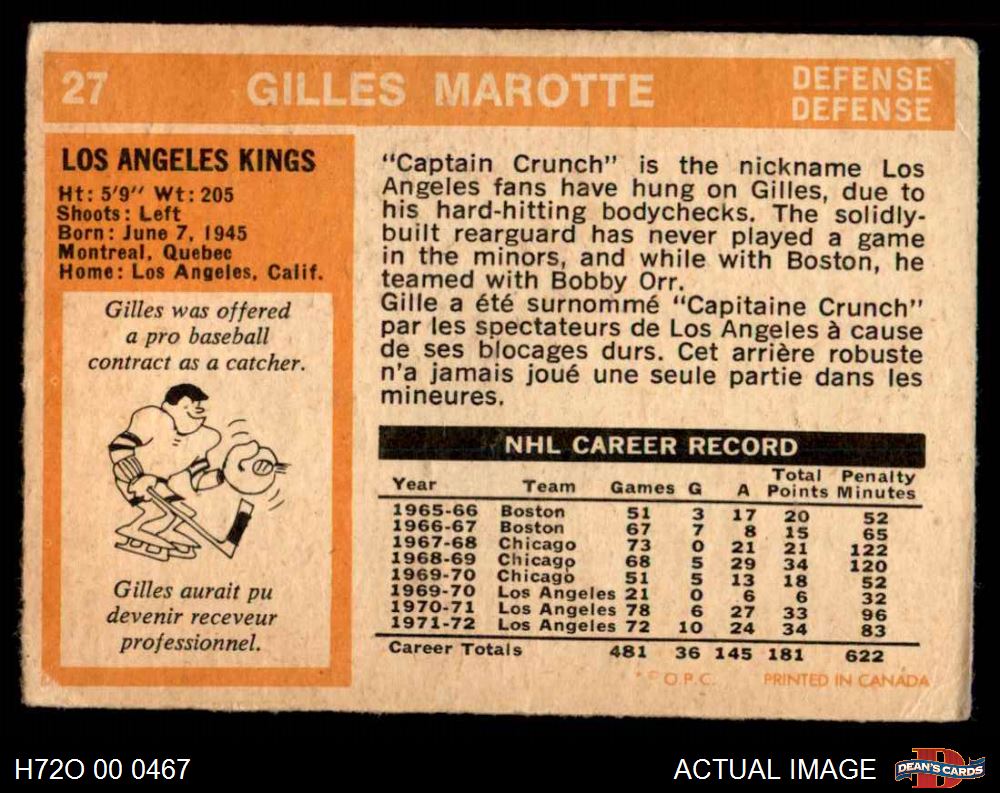 27 GILLES MAROTTE DEFENSE
DEFENSE
LOS ANGELES KINGS
Ht: 5'9" Wt: 205
Shoots: Left
Born: June 7, 1945
Montreal, Quebec
Home: Los Angeles, Calif.
Gilles was offered
a pro baseball
contract as a catcher.
Gilles aurait pu
devenir receveur
professionnel.
"Captain Crunch" is the nickname Los
Angeles fans have hung on Gilles, due to
his hard-hitting bodychecks. The solidly-
built rearguard has never played a game
in the minors, and while with Boston, he
teamed with Bobby Orr.
Gille a été surnommé "Capitaine Crunch"
par les spectateurs de Los Angeles à cause
de ses blocages durs. Cet arrière robuste
n'a jamais joué une seule partie dans les
mineures.
NHL CAREER RECORD
Year Team Games G A Total Points Penalty Minutes
1965-66 Boston 51 3 17 20 52
1966-67 Boston 67 7 8 15 65
1967-68 Chicago 73 0 21 21 122
1968-69 Chicago 68 5 29 34 120
1969-70 Chicago 51 5 13 18 52
1969-70 Los Angeles 21 0 6 6 32
1970-71 Los Angeles 78 6 27 33 96
1971-72 Los Angeles 72 10 24 34 83
Career Totals 481 36 145 181 622
* © O.P.C. PRINTED IN CANADA
H72O 00 0467 ACTUAL IMAGE DEAN'S CARDS